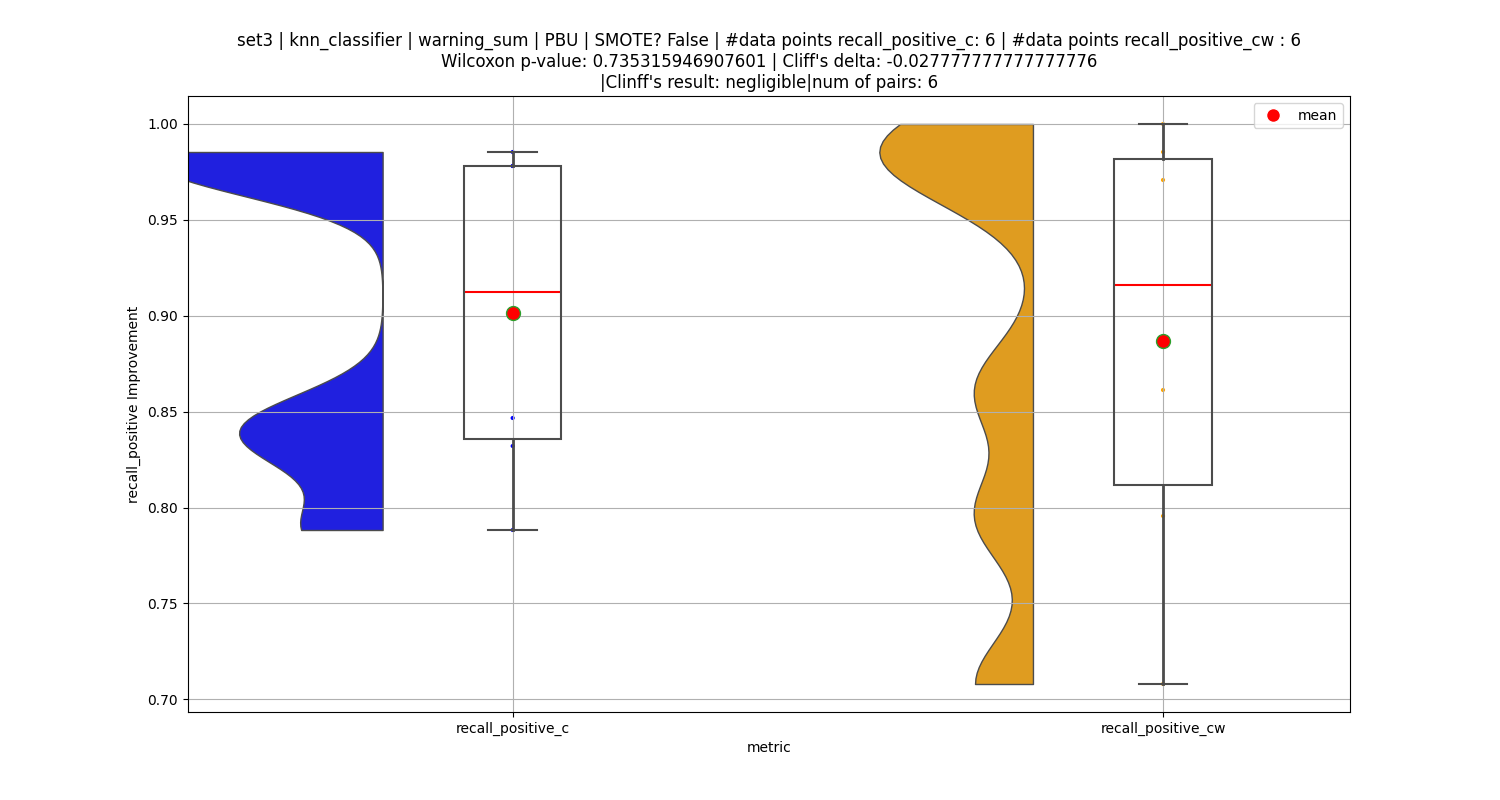 set3 | knn_classifier | warning_sum | PBU | SMOTE? False | #data points recall_positive_c: 6 | #data points recall_positive_cw : 6
Wilcoxon p-value: 0.735315946907601 | Cliff's delta: -0.027777777777777776
|Clinff's result: negligible|num of pairs: 6
mean
1.00
0.95
0.90
0.85
0.80
0.75
0.70
recall_positive Improvement
recall_positive_c
recall_positive_cw
metric